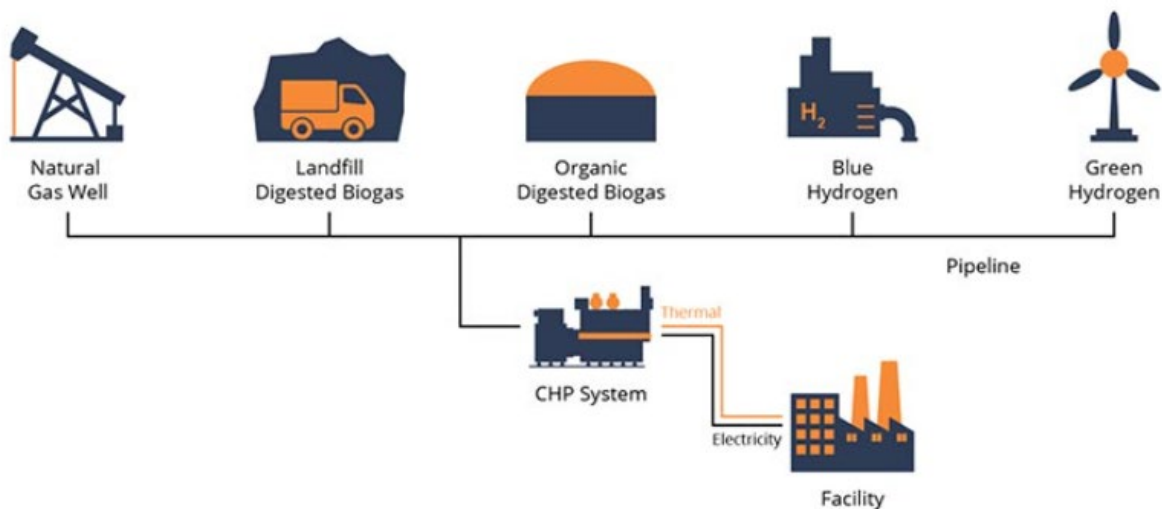 H2
Natural
Gas Well
Landfill
Digested Biogas
Organic
Digested Biogas
Blue
Hydrogen
Green
Hydrogen
Pipeline
Thermal
CHP System
Electricity
Facility